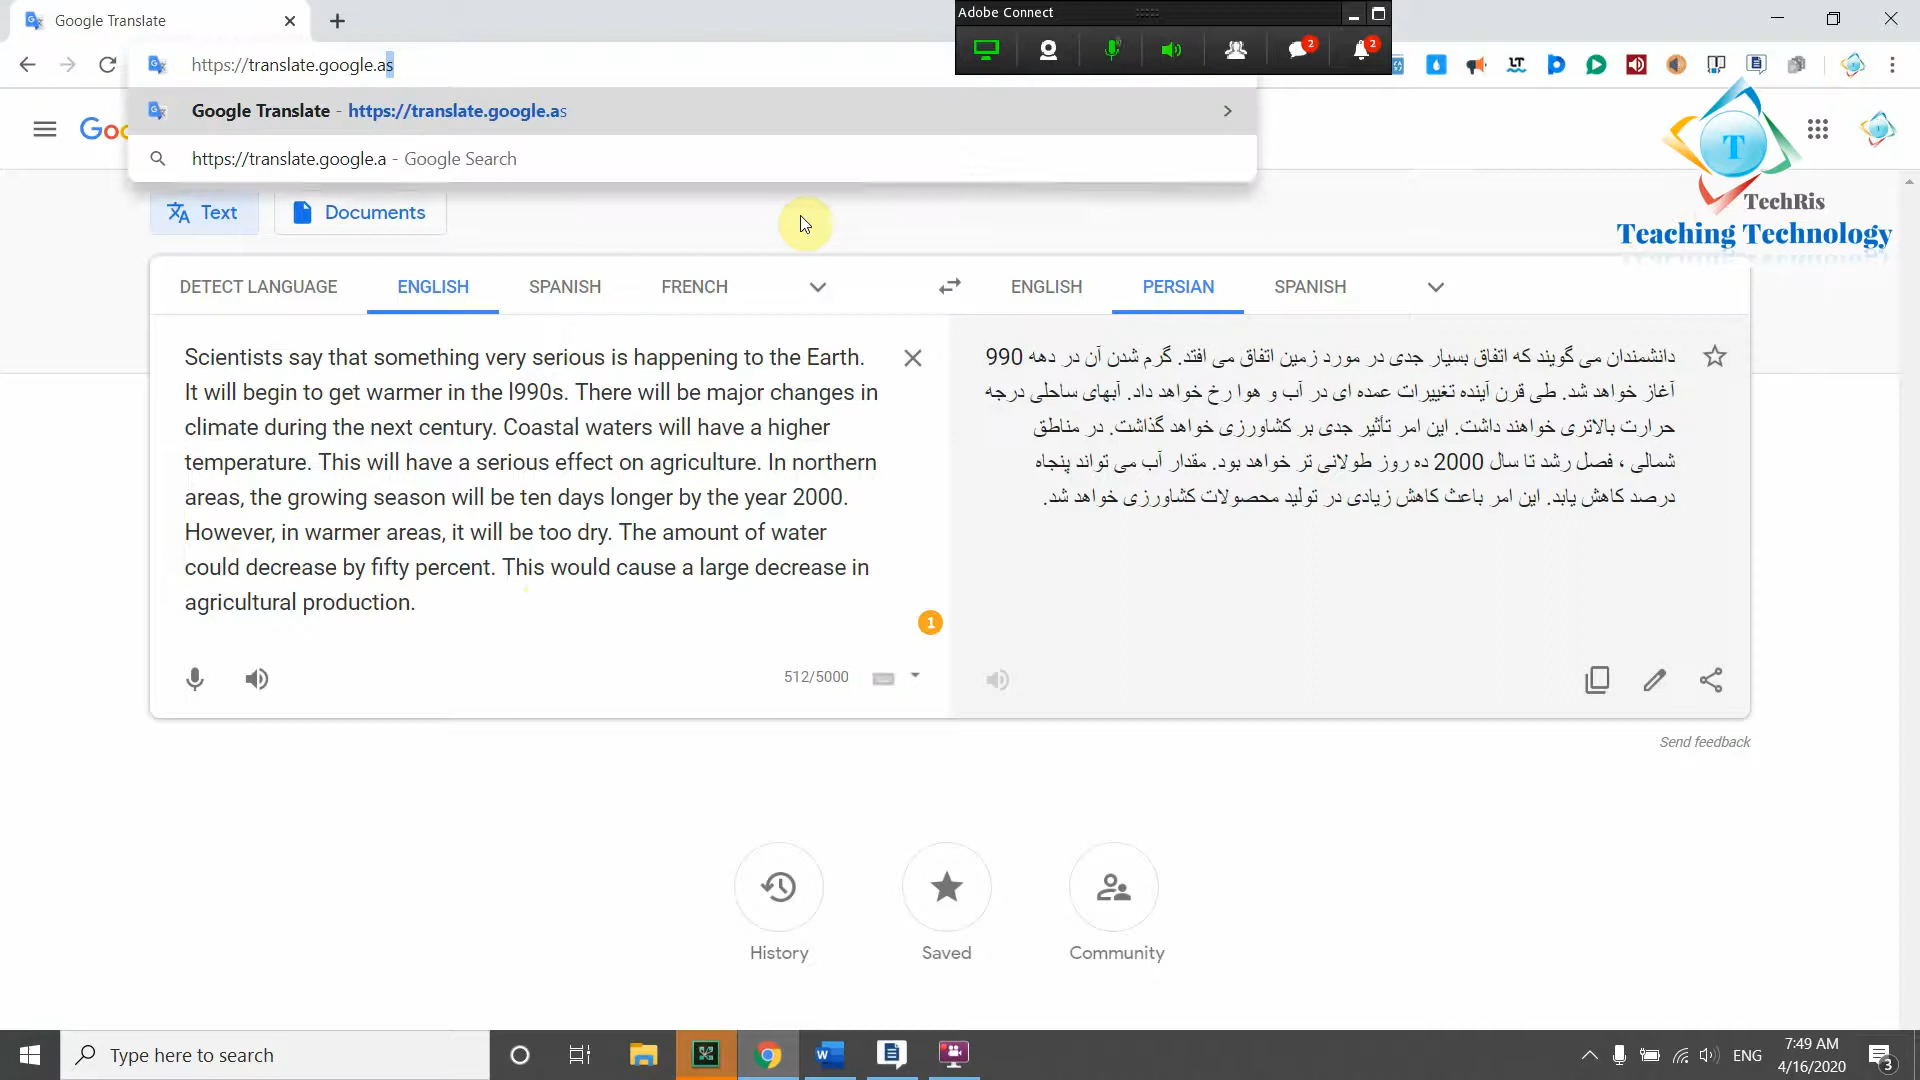 Google Translate
Adobe Connect
2
2
https://translate.google.as
Google Translate - https://translate.google.as
https://translate.google.a - Google Search
T
TechRis
Teaching Technology
Text
Documents
DETECT LANGUAGE
ENGLISH
SPANISH
FRENCH
ENGLISH
PERSIAN
SPANISH
Scientists say that something very serious is happening to the Earth.
It will begin to get warmer in the l990s. There will be major changes in
climate during the next century. Coastal waters will have a higher
temperature. This will have a serious effect on agriculture. In northern
areas, the growing season will be ten days longer by the year 2000.
However, in warmer areas, it will be too dry. The amount of water
could decrease by fifty percent. This would cause a large decrease in
agricultural production.
1
512/5000
دانشمندان می گویند که اتفاق بسیار جدی در مورد زمین اتفاق می افتد. گرم شدن آن در دهه 990
آغاز خواهد شد. طی قرن آینده تغییرات عمده ای در آب و هوا رخ خواهد داد. آبهای ساحلی درجه
حرارت بالاتری خواهند داشت. این امر تأثیر جدی بر کشاورزی خواهد گذاشت. در مناطق
شمالی ، فصل رشد تا سال 2000 ده روز طولانی تر خواهد بود. مقدار آب می تواند پنجاه
درصد کاهش یابد. این امر باعث کاهش زیادی در تولید محصولات کشاورزی خواهد شد.
Send feedback
History
Saved
Community
Type here to search
ENG
7:49 AM
4/16/2020
3